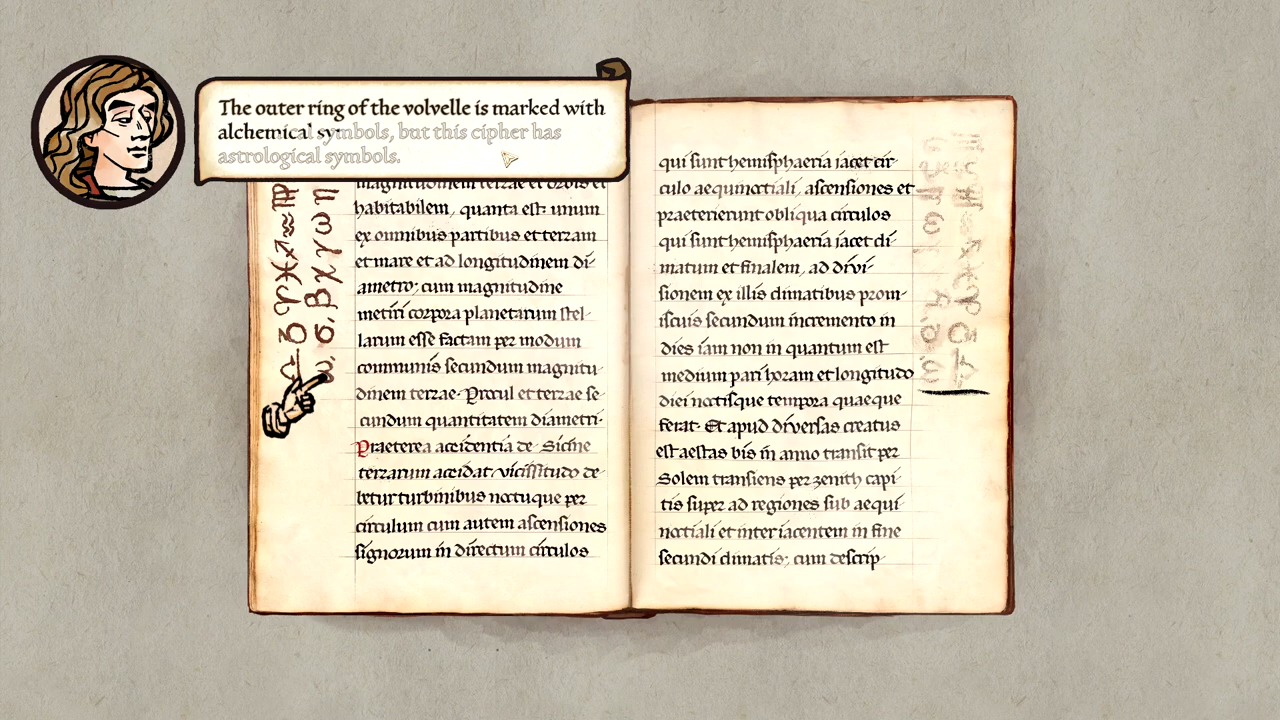 The outer ring of the volvelle is marked with
alchemical symbols, but this cipher has
astrological symbols.
magnitudinem terrae et orbis et
habitabilem, quanta est unum
ex omnibus partibus et terram
et mare et ad longitudinem di-
ametro; cum magnitudine
metiri corpora planetarum stel-
larum esse factam per modum
communis secundum magnitu-
dinem terrae. Procul et terrae se-
cundum quantitatem diametri.
Praeterea accidentia de. Sicine
terrarum accidat, vicissitudo de-
betur turbinibus noctuque per
circulum cum autem ascensiones
signorum in directum circulos
qui sunt hemisphaeria iacet cir-
culo aequinoctiali, ascensiones et
praeterierunt obliqua circulos
qui sunt hemisphaeria iacet di-
matum et finalem, ad divi-
sionem ex illis climatibus prom-
iscuis secundum incremento in
dies iam non in quantum est
medium pari horam et longitudo
diei noctisque tempora quaeque
ferat. Et apud diversas creatus
est aestas bis in anno transit per
Solem transiens per zenith capi-
tis super ad regiones sub aequi-
noctiali et inter iacentem in fine
secundi climatis; cum descrip-